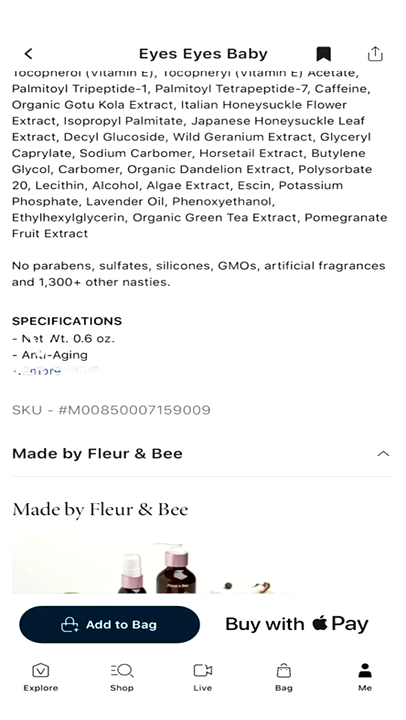 Eyes Eyes Baby
Tocopherol (Vitamin E), Tocopheryl (Vitamin E) Acetate,
Palmitoyl Tripeptide-1, Palmitoyl Tetrapeptide-7, Caffeine,
Organic Gotu Kola Extract, Italian Honeysuckle Flower
Extract, Isopropyl Palmitate, Japanese Honeysuckle Leaf
Extract, Decyl Glucoside, Wild Geranium Extract, Glyceryl
Caprylate, Sodium Carbomer, Horsetail Extract, Butylene
Glycol, Carbomer, Organic Dandelion Extract, Polysorbate
20, Lecithin, Alcohol, Algae Extract, Escin, Potassium
Phosphate, Lavender Oil, Phenoxyethanol,
Ethylhexylglycerin, Organic Green Tea Extract, Pomegranate
Fruit Extract
No parabens, sulfates, silicones, GMOs, artificial fragrances
and 1,300+ other nasties.
SPECIFICATIONS
- Net Wt. 0.6 oz.
- Anti-Aging
...more
SKU - #M00850007159009
Made by Fleur & Bee
Made by Fleur & Bee
Fleur & Bee
Add to Bag
Buy with Pay
Explore
Shop
Live
Bag
Me